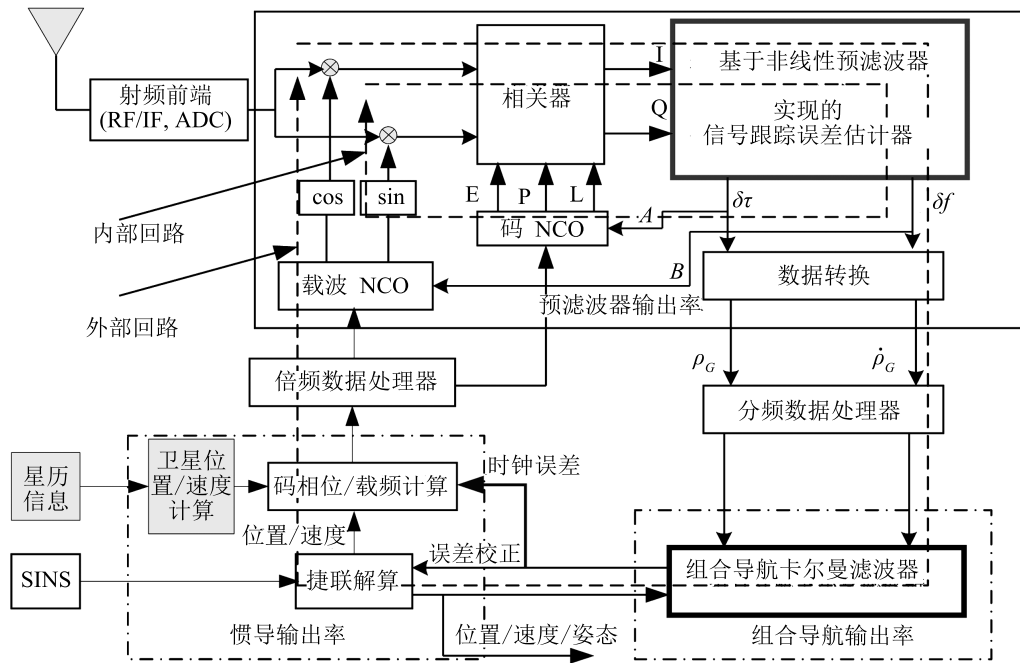 射频前端
(RF/IF, ADC)
相关器
I
Q
基于非线性预滤波器
实现的
信号跟踪误差估计器
cos
sin
E
P
L
A
δτ
δf
内部回路
码 NCO
B
载波 NCO
数据转换
预滤波器输出率
外部回路
ρG
ρ̇G
倍频数据处理器
分频数据处理器
星历
信息
卫星位
置/速度
计算
码相位/载频计算
时钟误差
位置/速度
误差校正
SINS
捷联解算
组合导航卡尔曼滤波器
惯导输出率
位置/速度/姿态
组合导航输出率